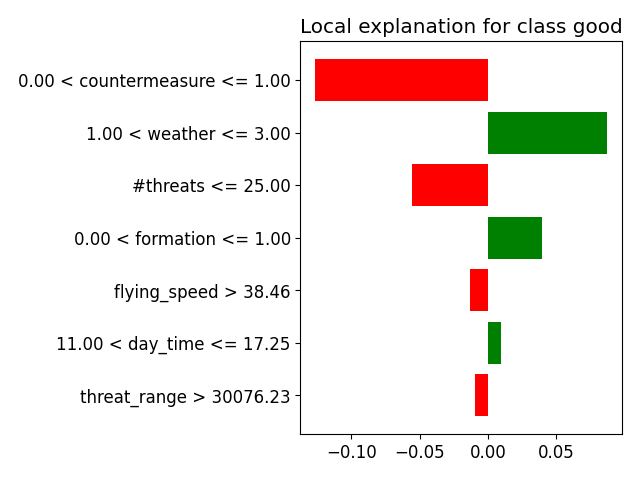 Local explanation for class good
0.00 < countermeasure <= 1.00
1.00 < weather <= 3.00
#threats <= 25.00
0.00 < formation <= 1.00
flying_speed > 38.46
11.00 < day_time <= 17.25
threat_range > 30076.23
−0.10 −0.05 0.00 0.05